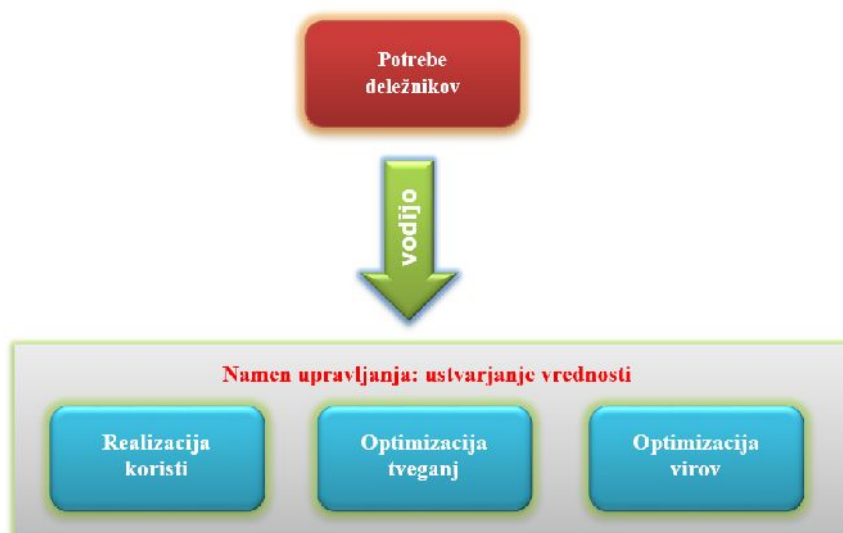 Potrebe
deležnikov
vodijo
Namen upravljanja: ustvarjanje vrednosti
Realizacija
koristi
Optimizacija
tveganj
Optimizacija
virov